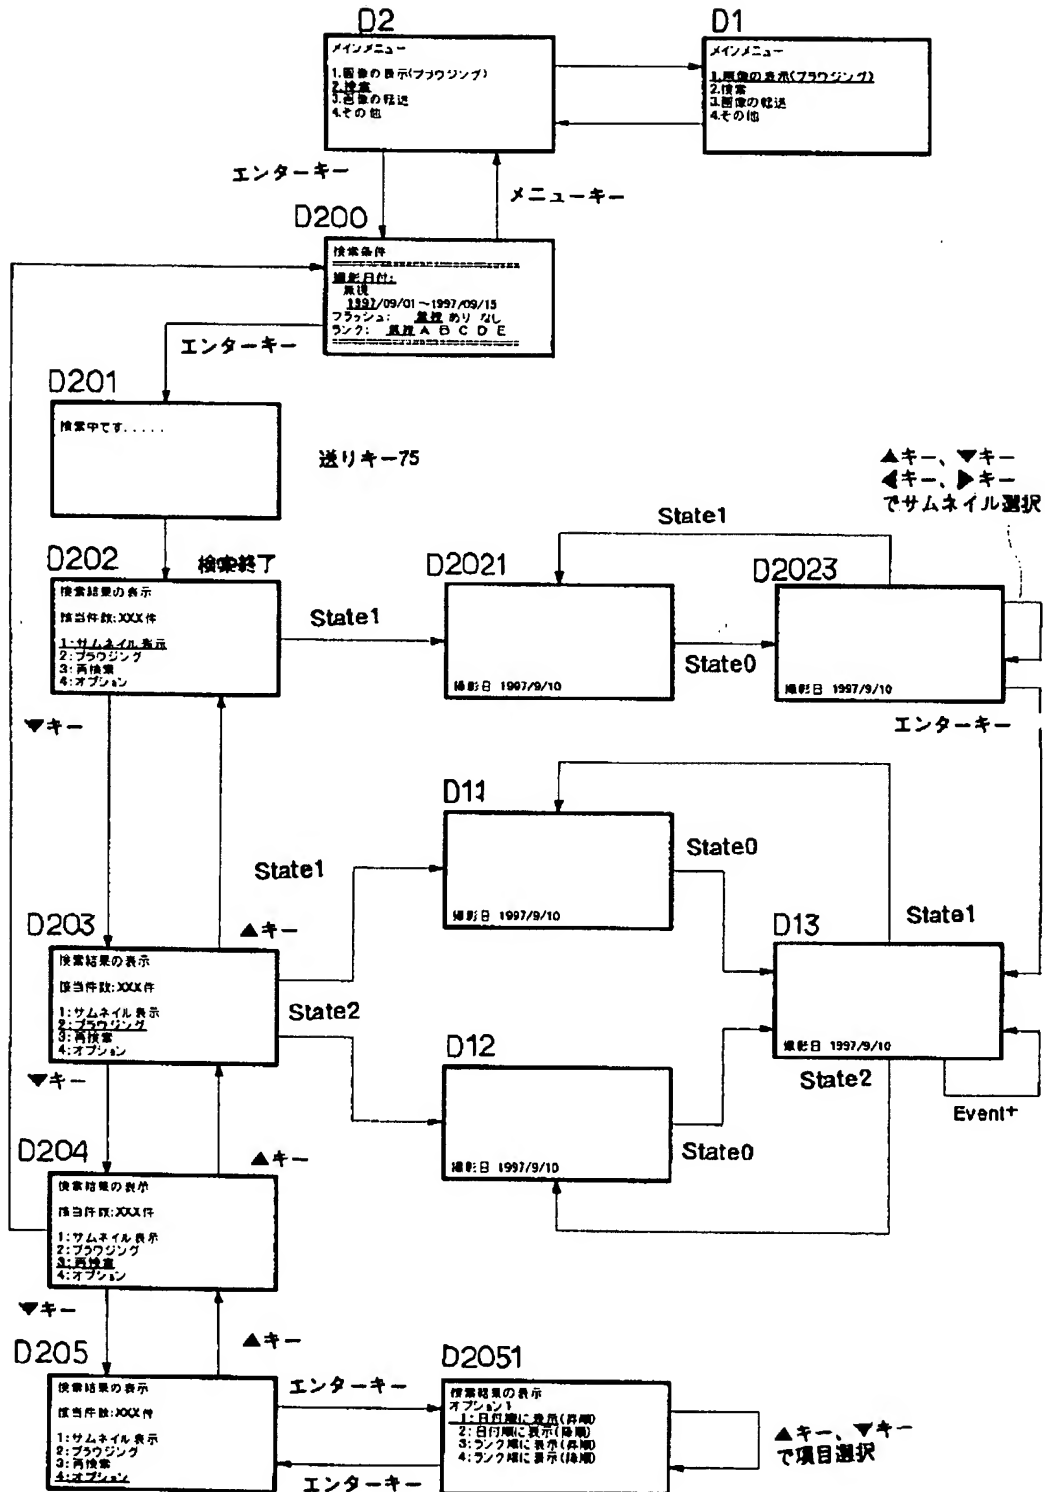 D2
メインメニュー
1.画像の表示(ブラウジング)
2.検索
3.画像の転送
4.その他
D1
メインメニュー
1.画像の表示(ブラウジング)
2.検索
3.画像の転送
4.その他
エンターキー
メニューキー
D200
検索条件
撮影日付:
無視
1997/09/01～1997/09/15
フラッシュ: 無視 あり なし
ランク: 無視 A B C D E
エンターキー
D201
検索中です.....
送りキー75
D202
検索終了
検索結果の表示
該当件数:XXX件
1:サムネイル表示
2:ブラウジング
3:再検索
4:オプション
State1
D2021
撮影日 1997/9/10
State1
State0
D2023
撮影日 1997/9/10
▲キー、▼キー
◀キー、▶キー
でサムネイル選択
エンターキー
▼キー
▲キー
D203
検索結果の表示
該当件数:XXX件
1:サムネイル表示
2:ブラウジング
3:再検索
4:オプション
State1
State2
D11
撮影日 1997/9/10
State0
D12
撮影日 1997/9/10
State0
D13
撮影日 1997/9/10
State1
State2
Event+
▼キー
▲キー
D204
検索結果の表示
該当件数:XXX件
1:サムネイル表示
2:ブラウジング
3:再検索
4:オプション
▼キー
▲キー
D205
検索結果の表示
該当件数:XXX件
1:サムネイル表示
2:ブラウジング
3:再検索
4:オプション
エンターキー
エンターキー
D2051
検索結果の表示
オプション1
1:日付順に表示(昇順)
2:日付順に表示(降順)
3:ランク順に表示(昇順)
4:ランク順に表示(降順)
▲キー、▼キー
で項目選択